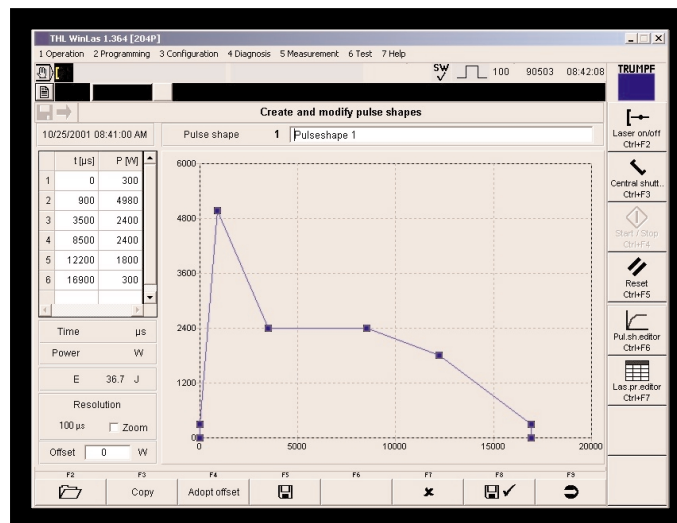 THL WinLas 1.364 [204P]
1 Operation 2 Programming 3 Configuration 4 Diagnosis 5 Measurement 6 Test 7 Help
SW 100 90503 08:42:08 TRUMPF
Create and modify pulse shapes
10/25/2001 08:41:00 AM Pulse shape 1 Pulseshape 1
t [µs] P [W]
1 0 300
2 900 4980
3 3500 2400
4 8500 2400
5 12200 1800
6 16900 300
Time µs
Power W
E 36.7 J
Resolution
100 µs Zoom
Offset 0 W
6000
4800
3600
2400
1200
0
0 5000 10000 15000 20000
Laser on/off
Ctrl+F2
Central shutt..
Ctrl+F3
Start / Stop
Ctrl+F4
Reset
Ctrl+F5
Pul.sh.editor
Ctrl+F6
Las.pr.editor
Ctrl+F7
F2 F3 F4 F5 F6 F7 F8 F9
Copy Adopt offset